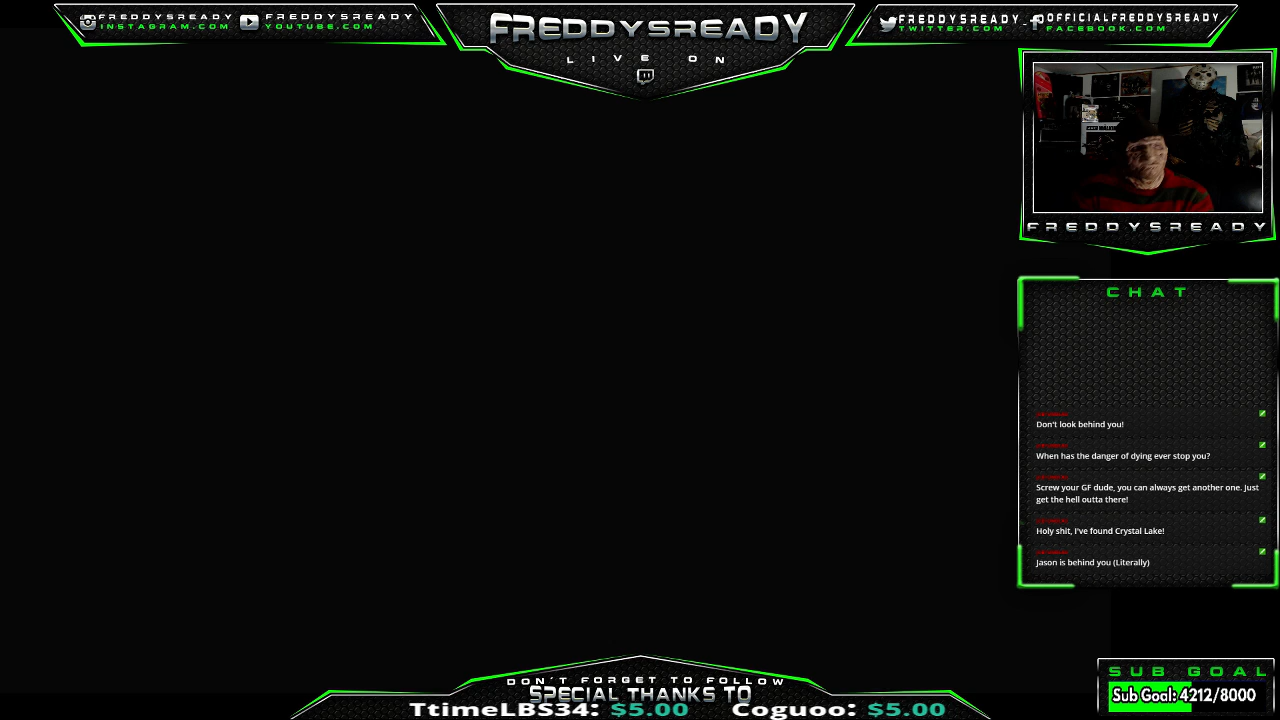 FREDDYSREADY
INSTAGRAM.COM
FREDDYSREADY
YOUTUBE.COM
FREDDYSREADY
LIVE ON
FREDDYSREADY
TWITTER.COM
OFFICIALFREDDYSREADY
FACEBOOK.COM
FREDDYSREADY
CHAT
Don't look behind you!
When has the danger of dying ever stop you?
Screw your GF dude, you can always get another one. Just
get the hell outta there!
Holy shit, I've found Crystal Lake!
Jason is behind you (Literally)
DON'T FORGET TO FOLLOW
SPECIAL THANKS TO
TtimeLBS34: $5.00 Coguoo: $5.00
SUB GOAL
Sub Goal: 4212/8000